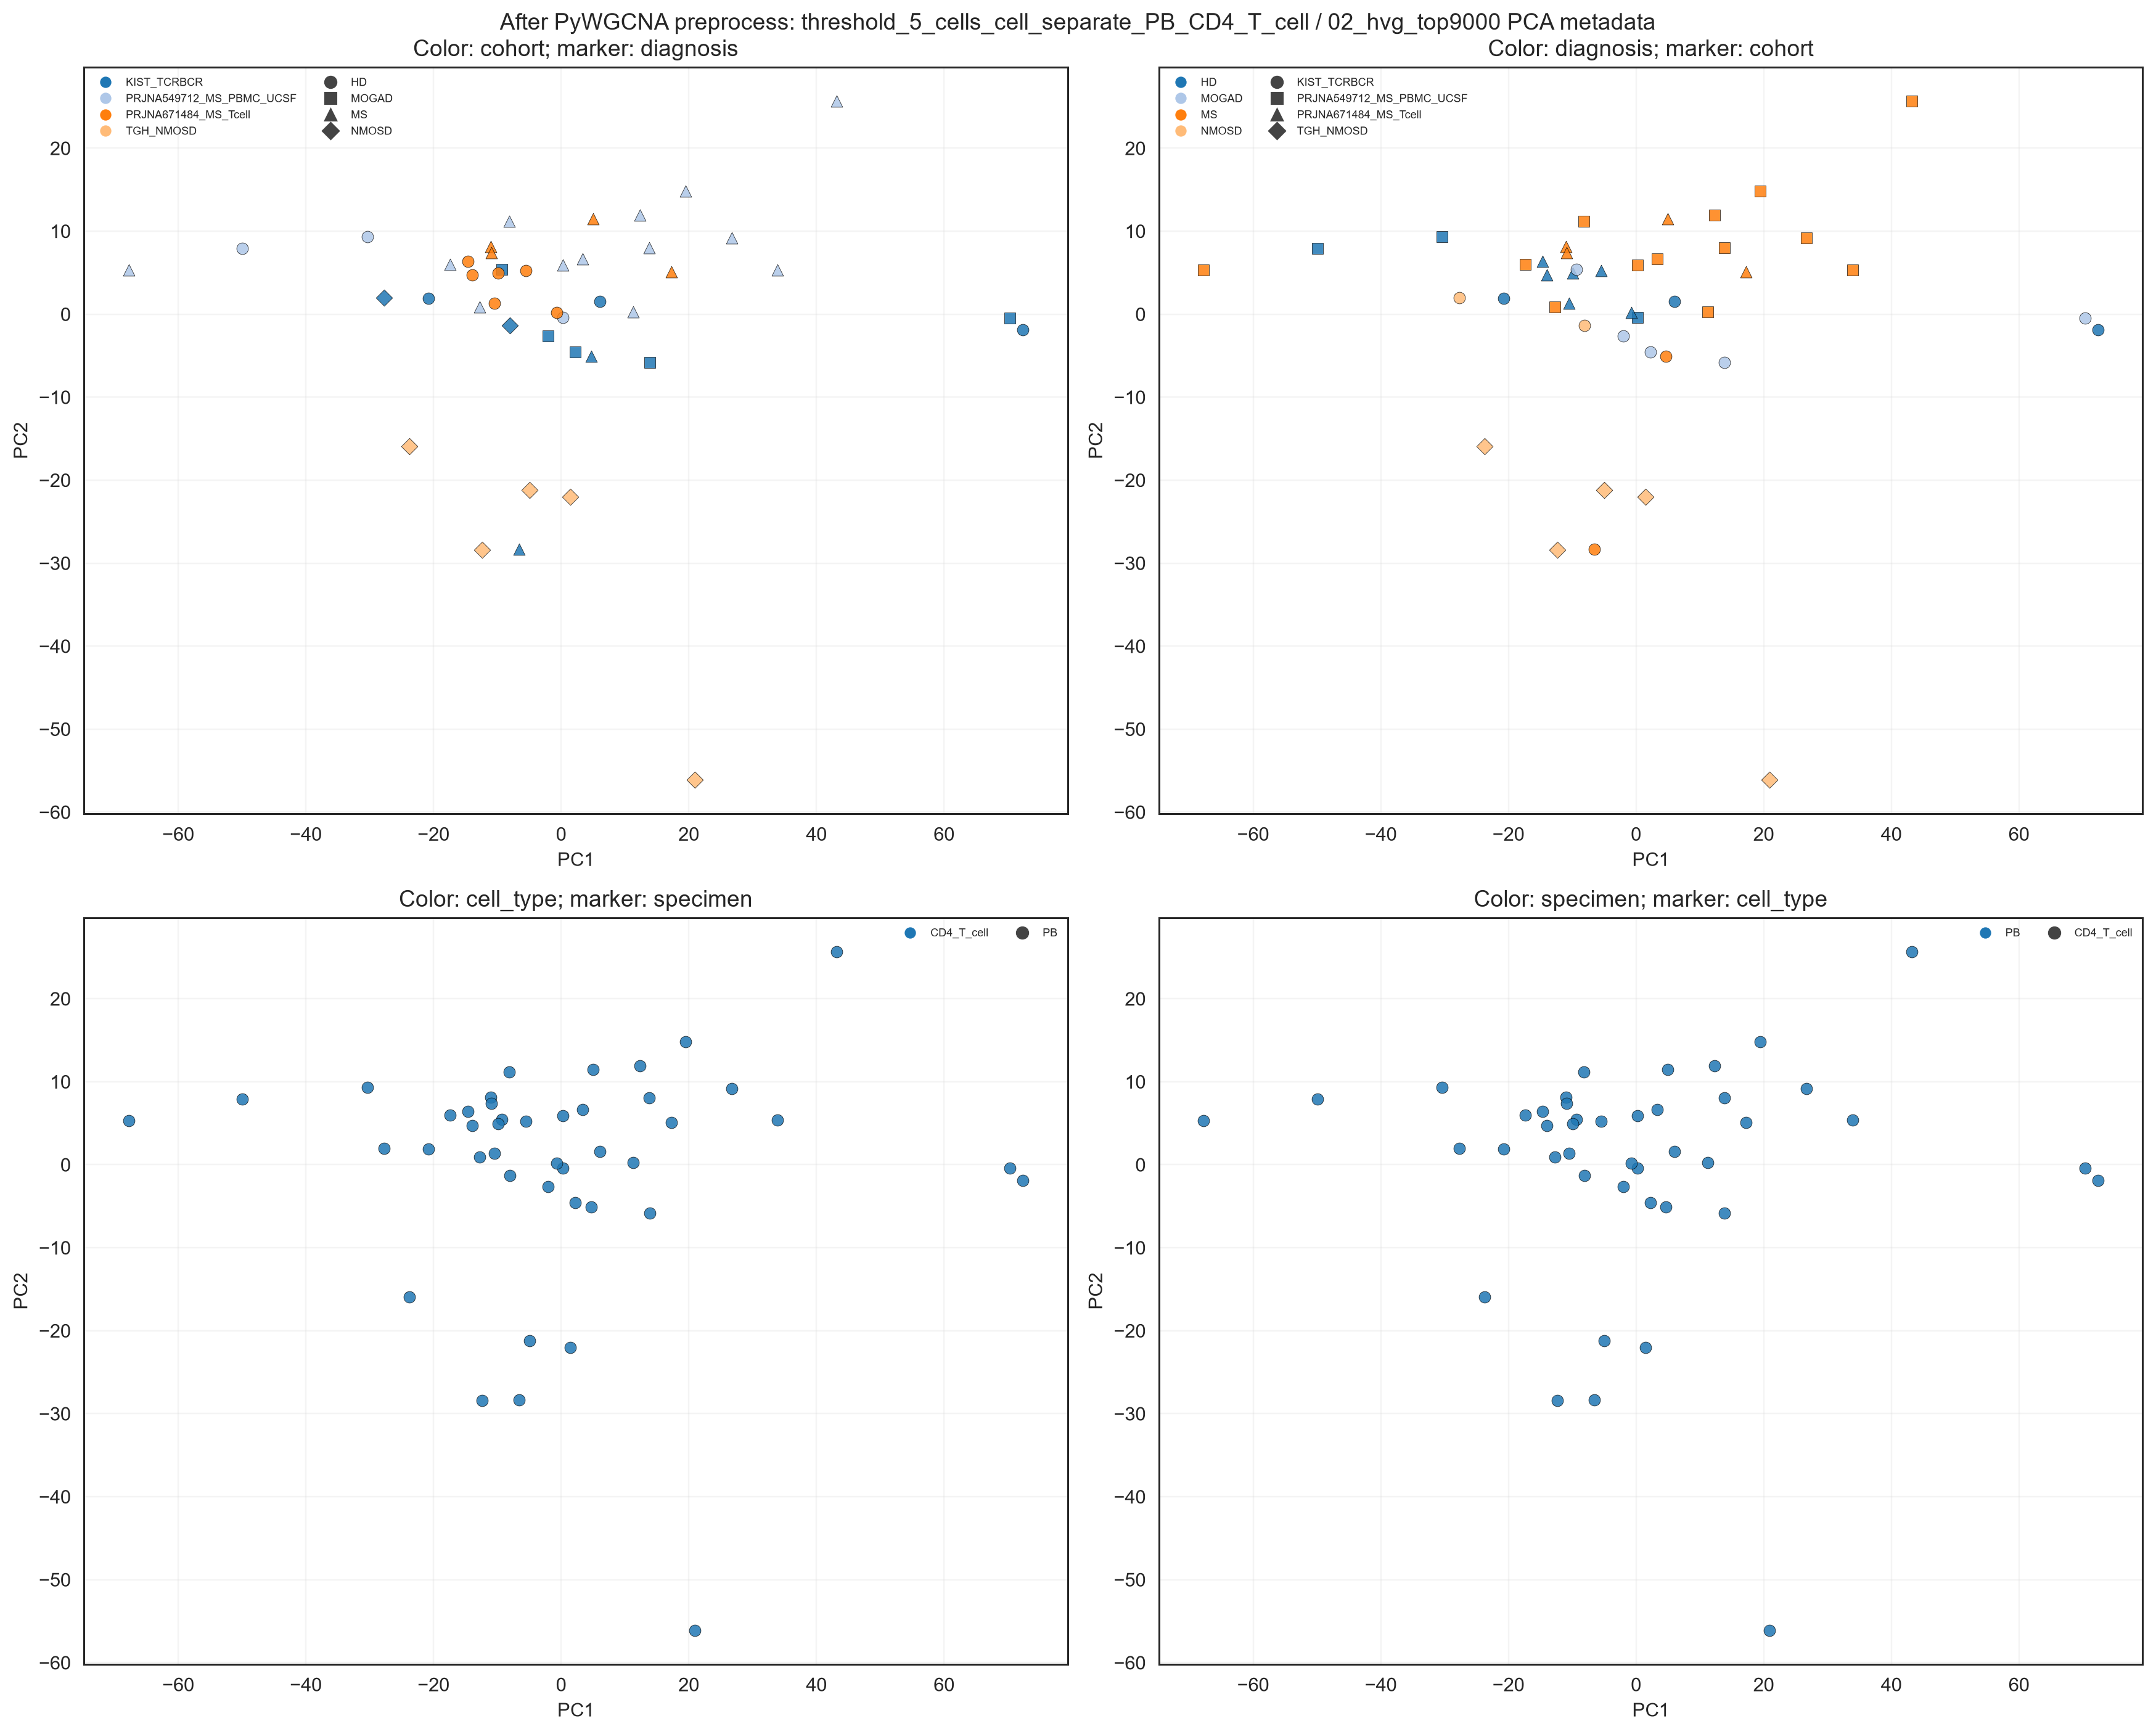 After PyWGCNA preprocess: threshold_5_cells_cell_separate_PB_CD4_T_cell / 02_hvg_top9000 PCA metadata
Color: cohort; marker: diagnosis
KIST_TCRBCR HD
PRJNA549712_MS_PBMC_UCSF MOGAD
PRJNA671484_MS_Tcell MS
TGH_NMOSD NMOSD
20
10
0
−10
−20
−30
−40
−50
−60
PC2
−60 −40 −20 0 20 40 60
PC1
Color: diagnosis; marker: cohort
HD KIST_TCRBCR
MOGAD PRJNA549712_MS_PBMC_UCSF
MS PRJNA671484_MS_Tcell
NMOSD TGH_NMOSD
20
10
0
−10
−20
−30
−40
−50
−60
PC2
−60 −40 −20 0 20 40 60
PC1
Color: cell_type; marker: specimen
CD4_T_cell PB
20
10
0
−10
−20
−30
−40
−50
−60
PC2
−60 −40 −20 0 20 40 60
PC1
Color: specimen; marker: cell_type
PB CD4_T_cell
20
10
0
−10
−20
−30
−40
−50
−60
PC2
−60 −40 −20 0 20 40 60
PC1